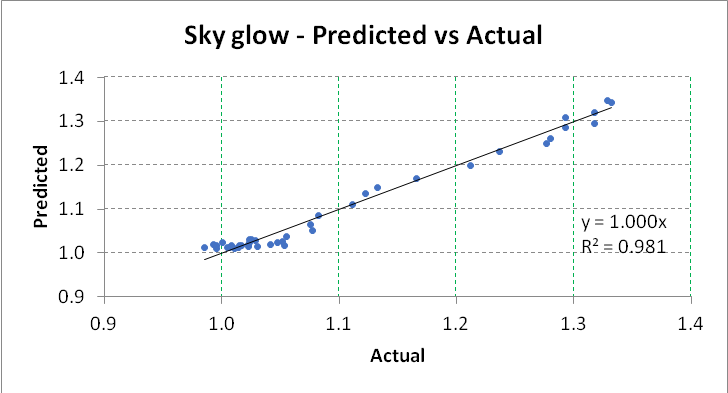 Sky glow - Predicted vs Actual
1.4
1.3
1.2
1.1
1.0
0.9
Predicted
y = 1.000x
R² = 0.981
0.9 1.0 1.1 1.2 1.3 1.4
Actual